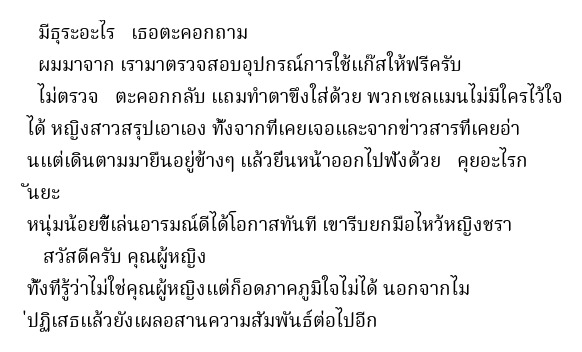 มีธุระอะไร   เธอตะคอกถาม
ผมมาจาก เรามาตรวจสอบอุปกรณ์การใช้แก๊สให้ฟรีครับ
ไม่ตรวจ   ตะคอกกลับ แถมทำตาขึงใส่ด้วย พวกเซลแมนไม่มีใครไว้ใจ
ได้ หญิงสาวสรุปเอาเอง ทั้งจากที่เคยเจอและจากข่าวสารที่เคยอ่า
นแต่เดินตามมายืนอยู่ข้างๆ แล้วยื่นหน้าออกไปฟังด้วย   คุยอะไรก
ันยะ
หนุ่มน้อยขี้เล่นอารมณ์ดีได้โอกาสทันที เขารีบยกมือไหว้หญิงชรา
สวัสดีครับ คุณผู้หญิง
ทั้งที่รู้ว่าไม่ใช่คุณผู้หญิงแต่ก็อดภาคภูมิใจไม่ได้ นอกจากไม
่ปฏิเสธแล้วยังเผลอสานความสัมพันธ์ต่อไปอีก